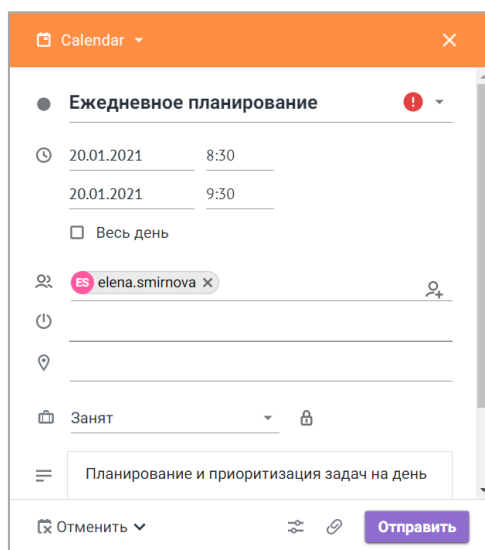 Calendar
Ежедневное планирование
20.01.2021 8:30
20.01.2021 9:30
Весь день
ES elena.smirnova
Занят
Планирование и приоритизация задач на день
Отменить Отправить